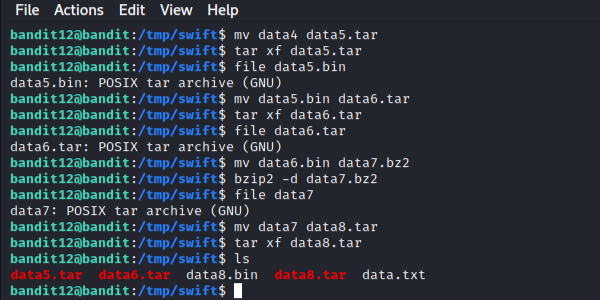 File Actions Edit View Help
bandit12@bandit:/tmp/swift$ mv data4 data5.tar
bandit12@bandit:/tmp/swift$ tar xf data5.tar
bandit12@bandit:/tmp/swift$ file data5.bin
data5.bin: POSIX tar archive (GNU)
bandit12@bandit:/tmp/swift$ mv data5.bin data6.tar
bandit12@bandit:/tmp/swift$ tar xf data6.tar
bandit12@bandit:/tmp/swift$ file data6.tar
data6.tar: POSIX tar archive (GNU)
bandit12@bandit:/tmp/swift$ mv data6.bin data7.bz2
bandit12@bandit:/tmp/swift$ bzip2 -d data7.bz2
bandit12@bandit:/tmp/swift$ file data7
data7: POSIX tar archive (GNU)
bandit12@bandit:/tmp/swift$ mv data7 data8.tar
bandit12@bandit:/tmp/swift$ tar xf data8.tar
bandit12@bandit:/tmp/swift$ ls
data5.tar data6.tar data8.bin data8.tar data.txt
bandit12@bandit:/tmp/swift$